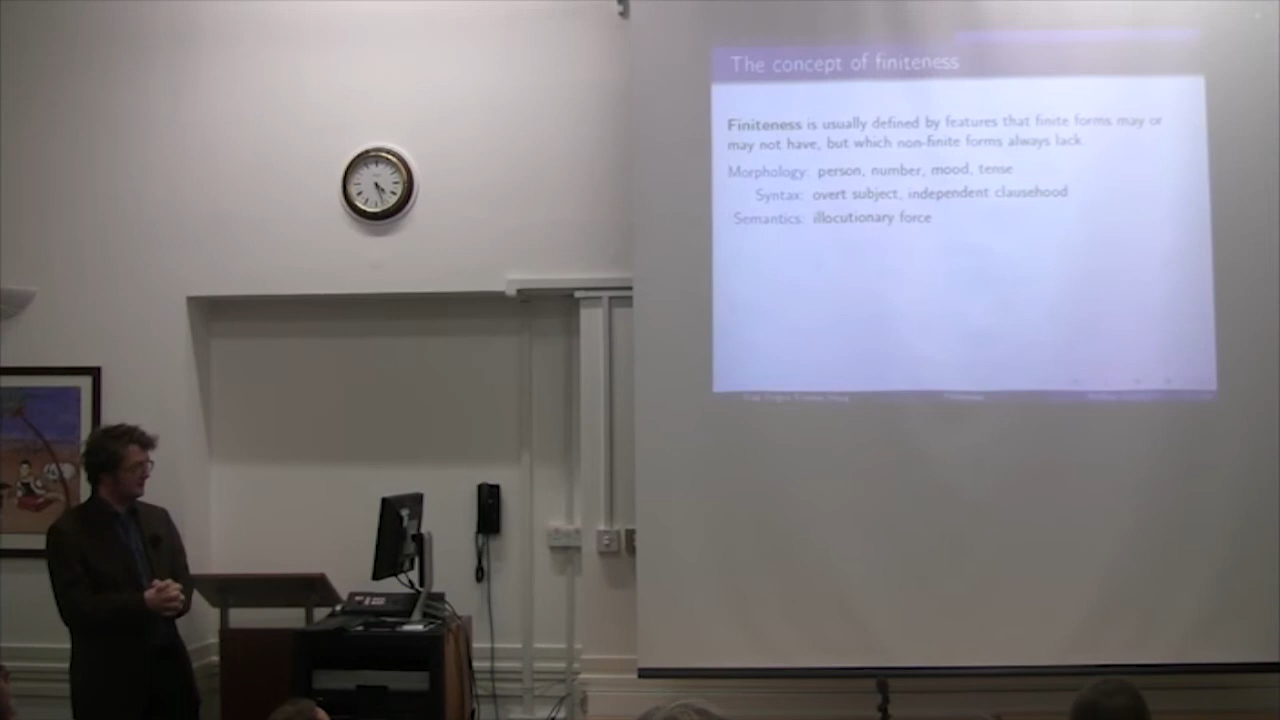 The concept of finiteness
Finiteness is usually defined by features that finite forms may or
may not have, but which non-finite forms always lack.
Morphology: person, number, mood, tense
Syntax: overt subject, independent clausehood
Semantics: illocutionary force